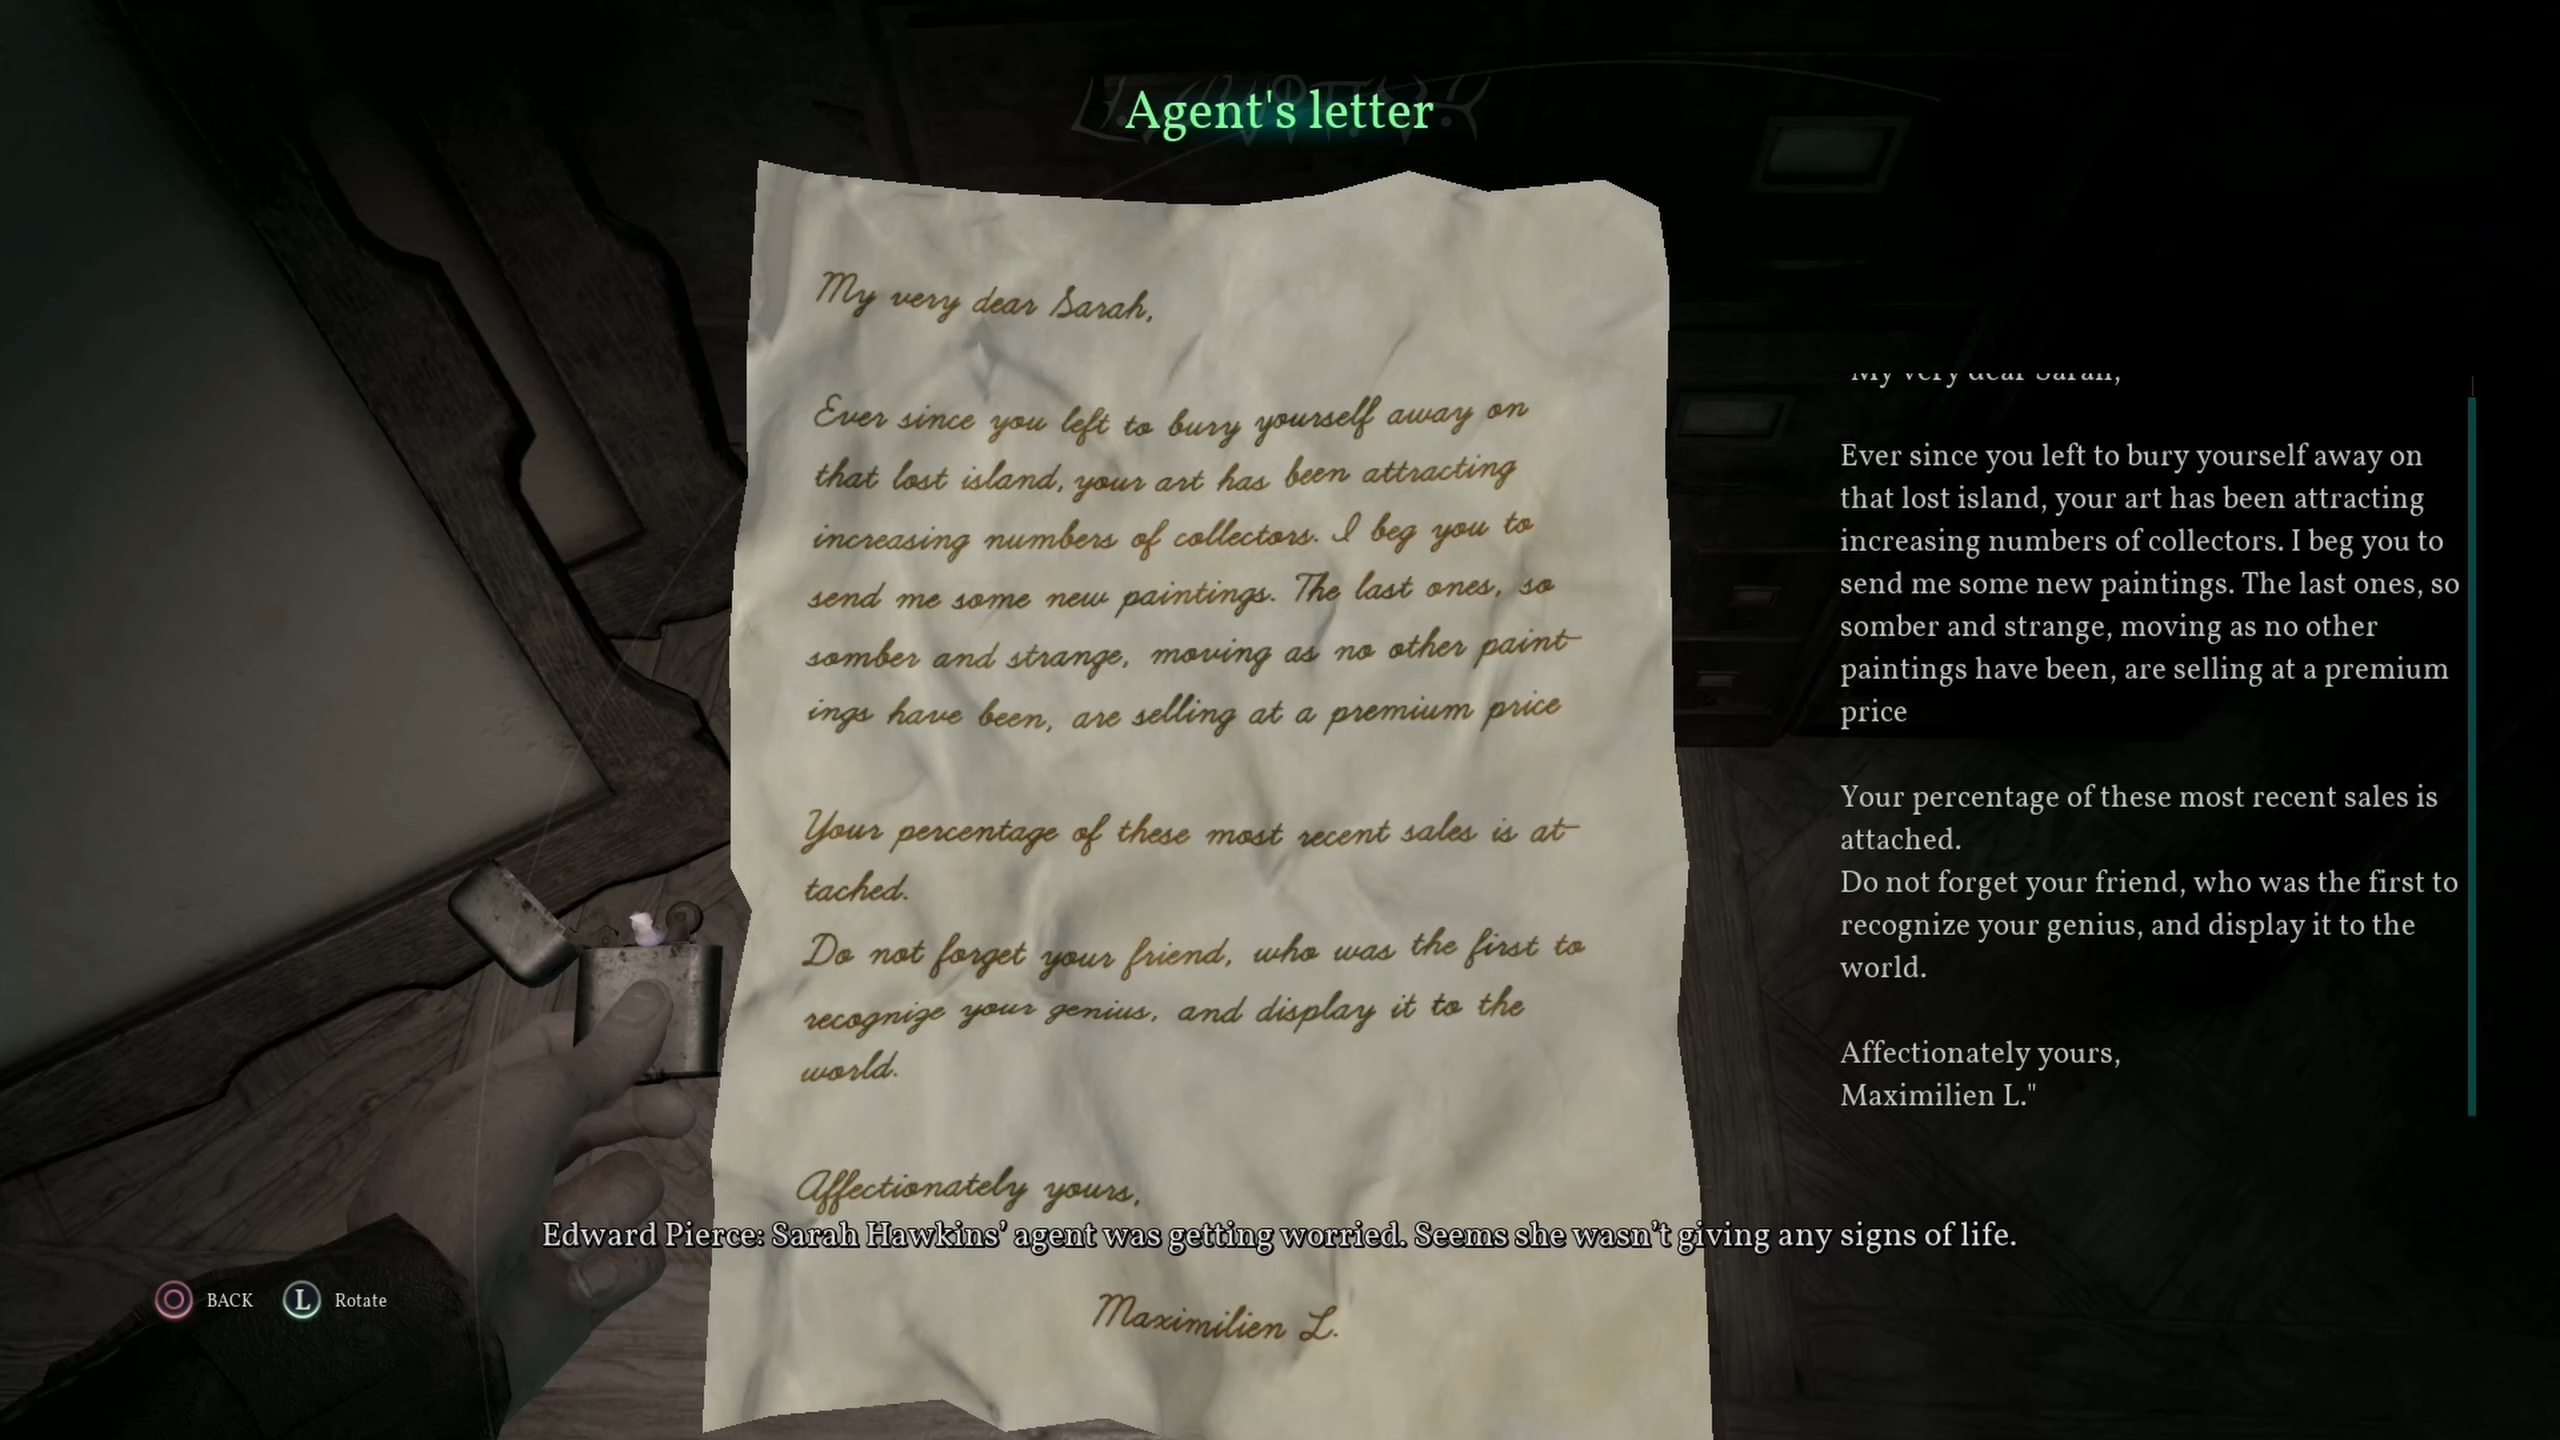 Agent's letter
My very dear Sarah,
Ever since you left to bury yourself away on
that lost island, your art has been attracting
increasing numbers of collectors. I beg you to
send me some new paintings. The last ones, so
somber and strange, moving as no other paint-
ings have been, are selling at a premium price
Your percentage of these most recent sales is at-
tached.
Do not forget your friend, who was the first to
recognize your genius, and display it to the
world.
Affectionately yours,
Maximilien L.
"My very dear Sarah,
Ever since you left to bury yourself away on
that lost island, your art has been attracting
increasing numbers of collectors. I beg you to
send me some new paintings. The last ones, so
somber and strange, moving as no other
paintings have been, are selling at a premium
price
Your percentage of these most recent sales is
attached.
Do not forget your friend, who was the first to
recognize your genius, and display it to the
world.
Affectionately yours,
Maximilien L."
Edward Pierce: Sarah Hawkins' agent was getting worried. Seems she wasn't giving any signs of life.
BACK L Rotate